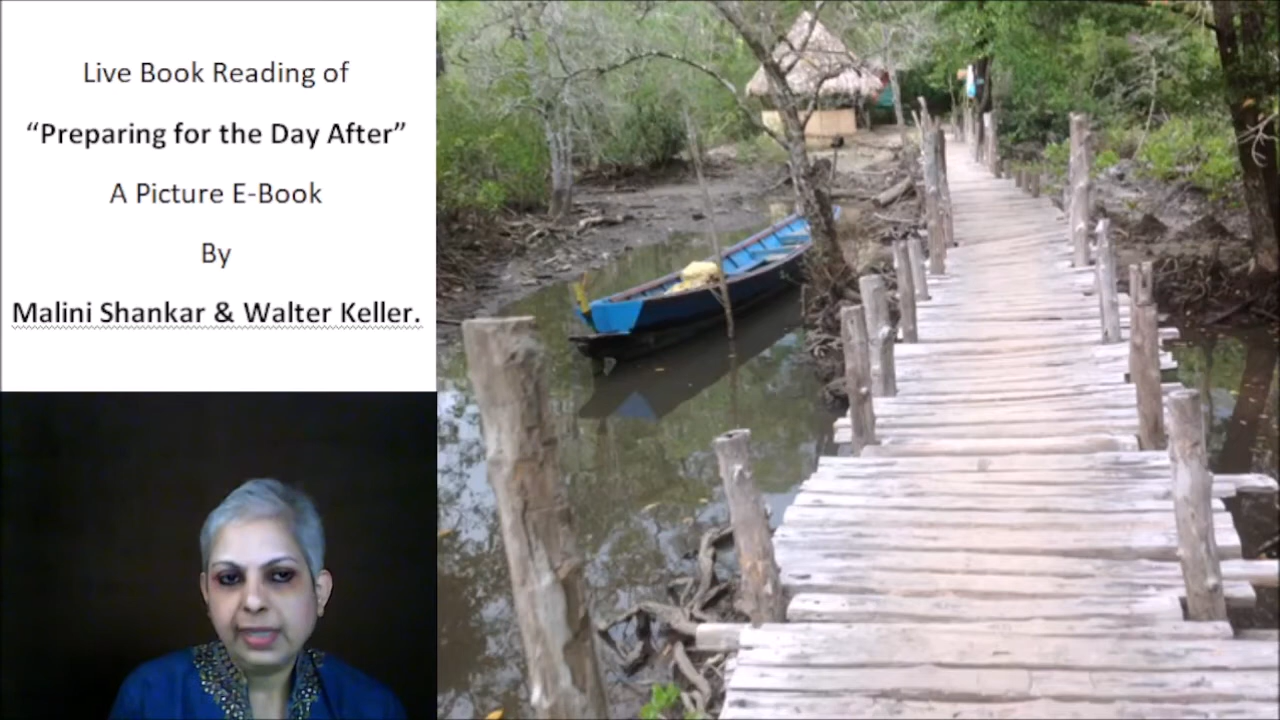 Live Book Reading of
“Preparing for the Day After”
A Picture E-Book
By
Malini Shankar & Walter Keller.